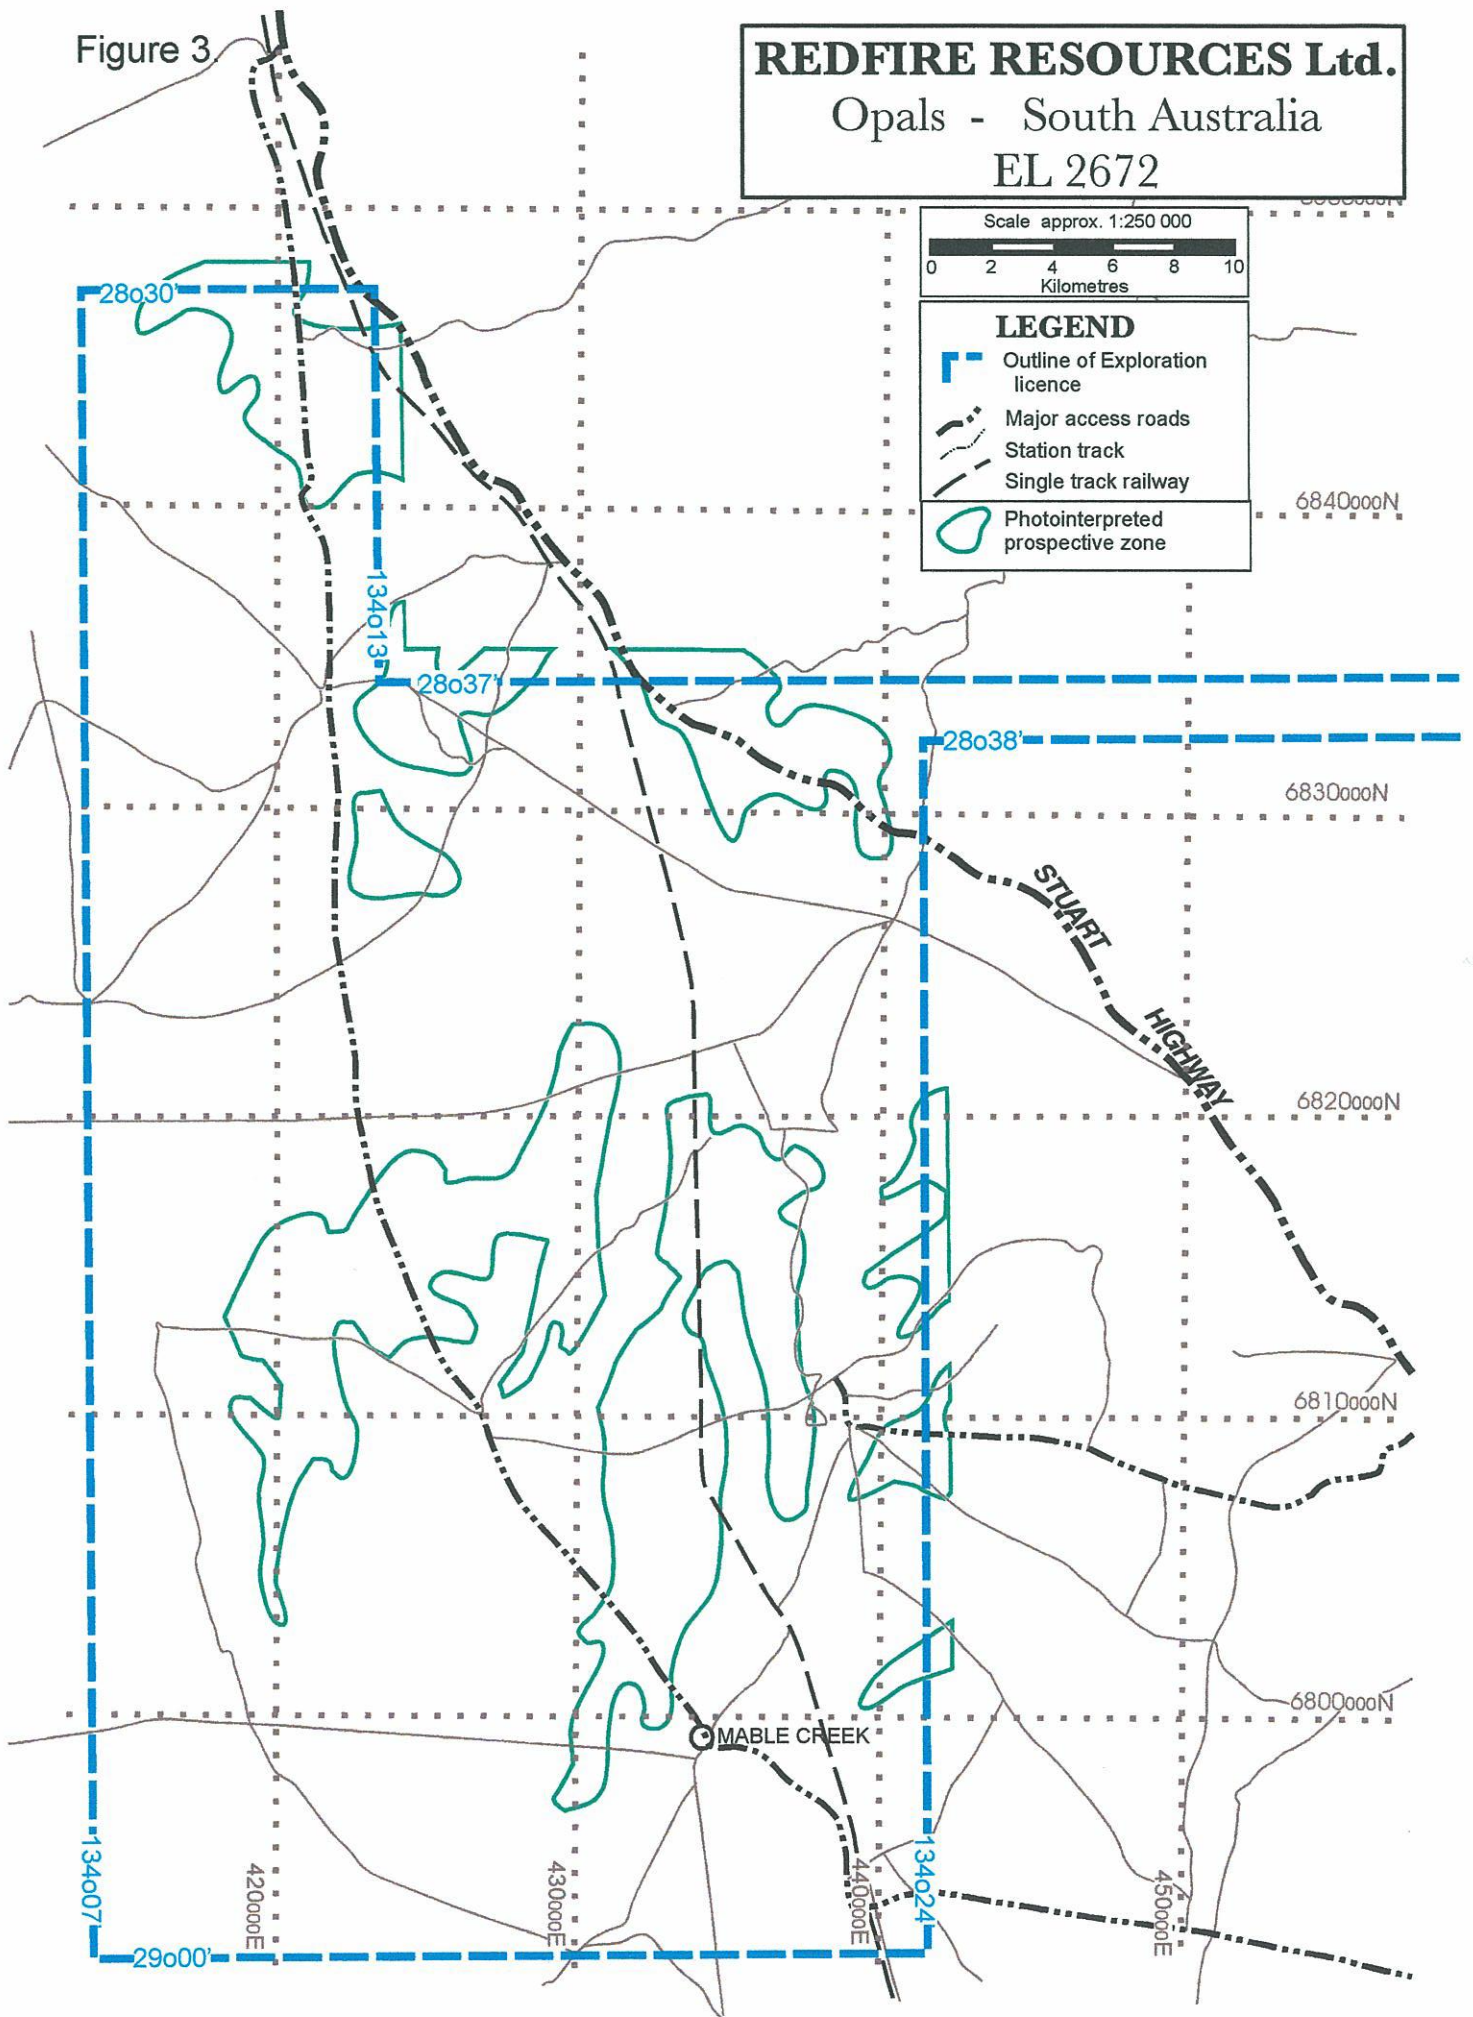 Figure 3.
REDFIRE RESOURCES Ltd.
Opals - South Australia
EL 2672
Scale approx. 1:250 000
0 2 4 6 8 10
Kilometres
LEGEND
Outline of Exploration
licence
Major access roads
Station track
Single track railway
Photointerpreted
prospective zone
28o30'
6840000N
134o13'
28o37'
28o38'
6830000N
STUART
HIGHWAY
6820000N
6810000N
6800000N
MABLE CREEK
134o07'
420000E
430000E
440000E
134o24'
450000E
29o00'